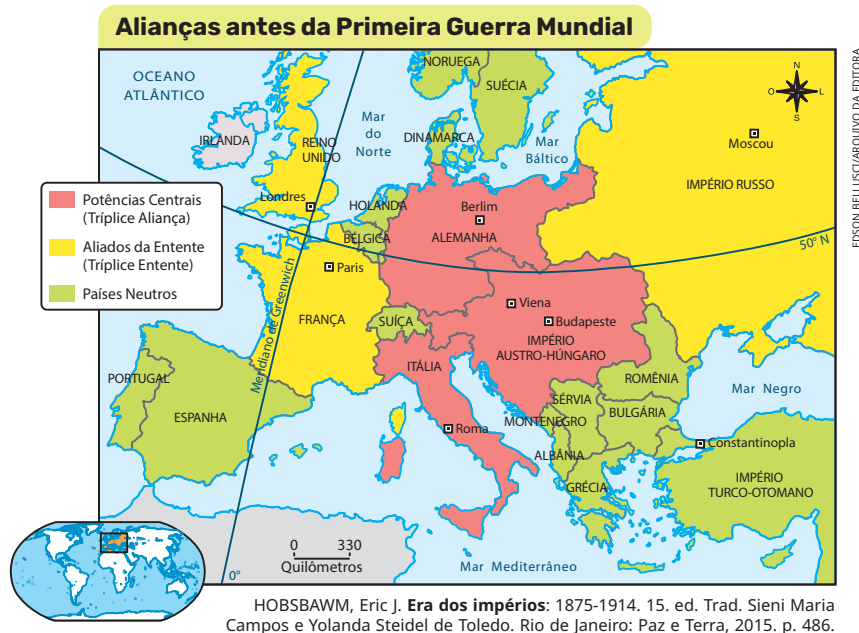 Alianças antes da Primeira Guerra Mundial
EDSON BELLUSCI/ARQUIVO DA EDITORA
OCEANO
ATLÂNTICO
NORUEGA
SUÉCIA
N
O
L
S
Mar
do
Norte
DINAMARCA
Mar
Báltico
Moscou
IRLANDA
REINO
UNIDO
IMPÉRIO RUSSO
Londres
HOLANDA
Berlim
BÉLGICA
ALEMANHA
50° N
Potências Centrais
(Tríplice Aliança)
Aliados da Entente
(Tríplice Entente)
Países Neutros
Paris
Meridiano de Greenwich
FRANÇA
SUÍÇA
Viena
Budapeste
IMPÉRIO
AUSTRO-HÚNGARO
ITÁLIA
PORTUGAL
ESPANHA
ROMÊNIA
Mar Negro
SÉRVIA
BULGÁRIA
MONTENEGRO
Roma
Constantinopla
ALBÂNIA
GRÉCIA
IMPÉRIO
TURCO-OTOMANO
0 330
Quilômetros
Mar Mediterrâneo
0°
HOBSBAWM, Eric J. Era dos impérios: 1875-1914. 15. ed. Trad. Sieni Maria
Campos e Yolanda Steidel de Toledo. Rio de Janeiro: Paz e Terra, 2015. p. 486.